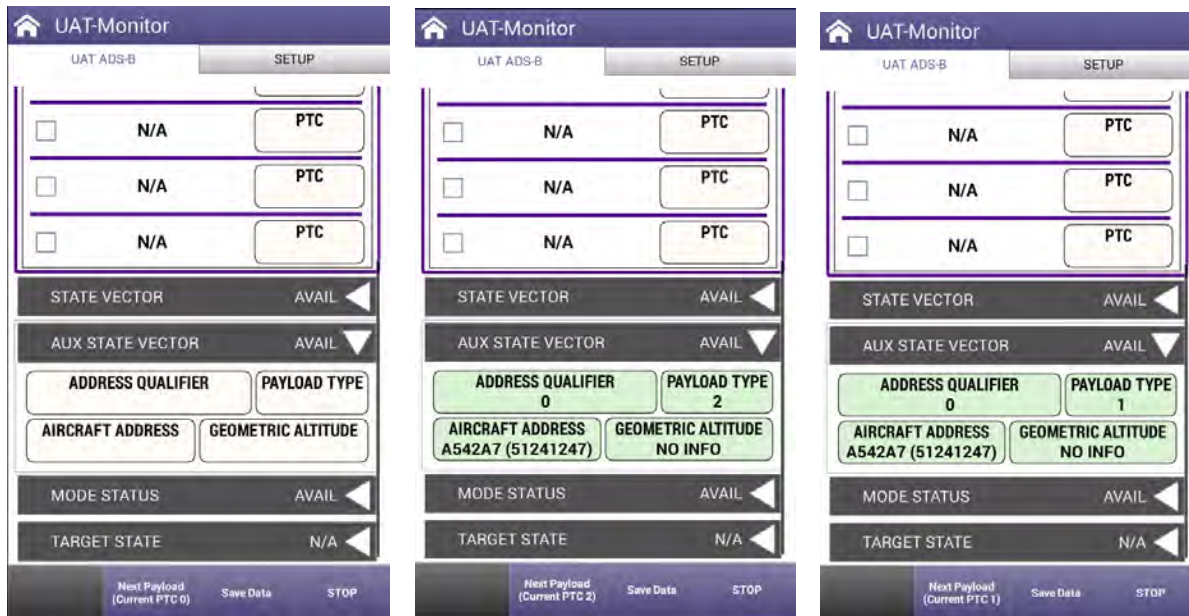 UAT-Monitor
UAT ADS-B SETUP
N/A PTC
N/A PTC
N/A PTC
STATE VECTOR AVAIL
AUX STATE VECTOR AVAIL
ADDRESS QUALIFIER PAYLOAD TYPE
AIRCRAFT ADDRESS GEOMETRIC ALTITUDE
MODE STATUS AVAIL
TARGET STATE N/A
Next Payload
(Current PTC 0) Save Data STOP
UAT-Monitor
UAT ADS-B SETUP
N/A PTC
N/A PTC
N/A PTC
STATE VECTOR AVAIL
AUX STATE VECTOR AVAIL
ADDRESS QUALIFIER PAYLOAD TYPE
0 2
AIRCRAFT ADDRESS GEOMETRIC ALTITUDE
A542A7 (51241247) NO INFO
MODE STATUS AVAIL
TARGET STATE N/A
Next Payload
(Current PTC 2) Save Data STOP
UAT-Monitor
UAT ADS-B SETUP
N/A PTC
N/A PTC
N/A PTC
STATE VECTOR AVAIL
AUX STATE VECTOR AVAIL
ADDRESS QUALIFIER PAYLOAD TYPE
0 1
AIRCRAFT ADDRESS GEOMETRIC ALTITUDE
A542A7 (51241247) NO INFO
MODE STATUS AVAIL
TARGET STATE N/A
Next Payload
(Current PTC 1) Save Data STOP